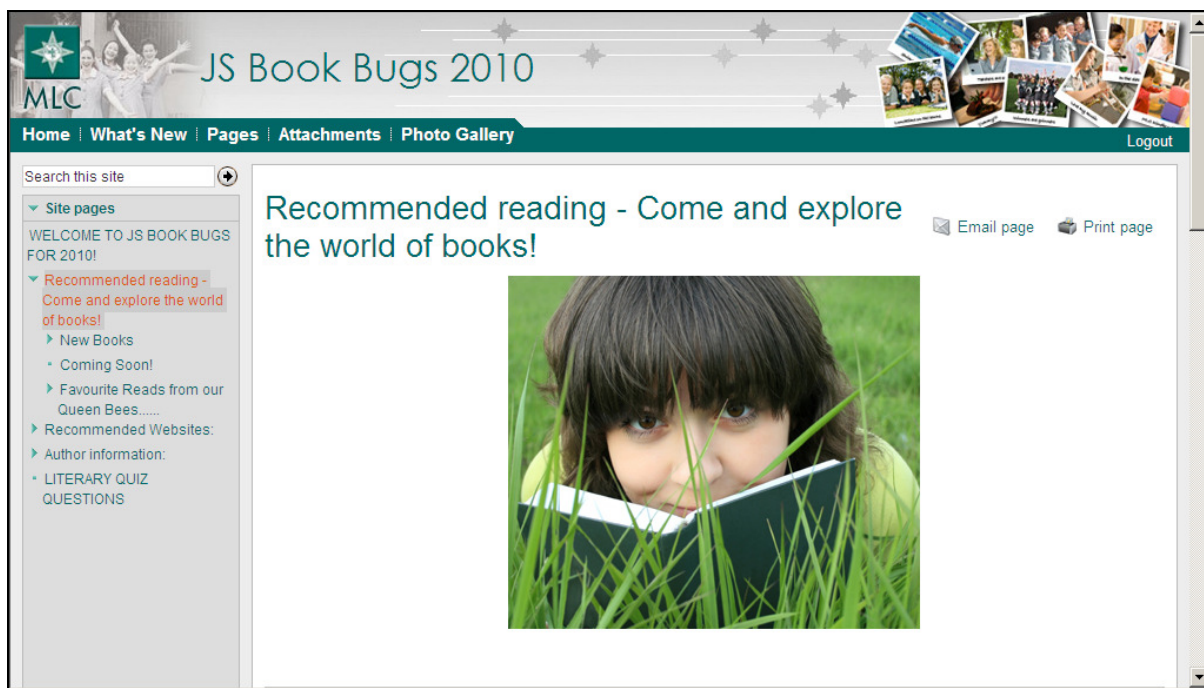 JS Book Bugs 2010
MLC
Home | What's New | Pages | Attachments | Photo Gallery
Logout
Search this site
Site pages
WELCOME TO JS BOOK BUGS
FOR 2010!
Recommended reading -
Come and explore the world
of books!
New Books
Coming Soon!
Favourite Reads from our
Queen Bees......
Recommended Websites:
Author information:
LITERARY QUIZ
QUESTIONS
Recommended reading - Come and explore
the world of books!
Email page
Print page